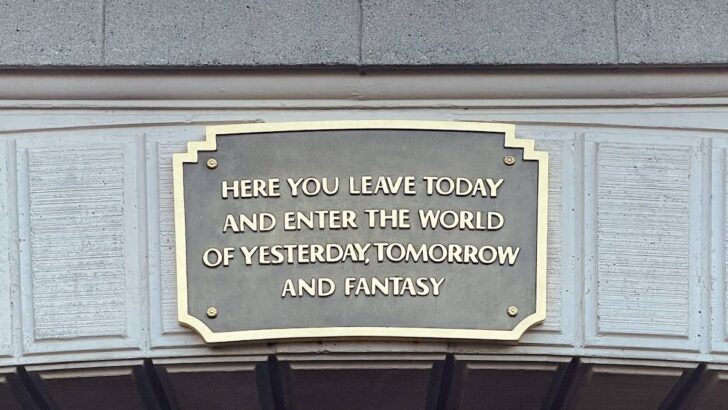 HERE YOU LEAVE TODAY
AND ENTER THE WORLD
OF YESTERDAY, TOMORROW
AND FANTASY